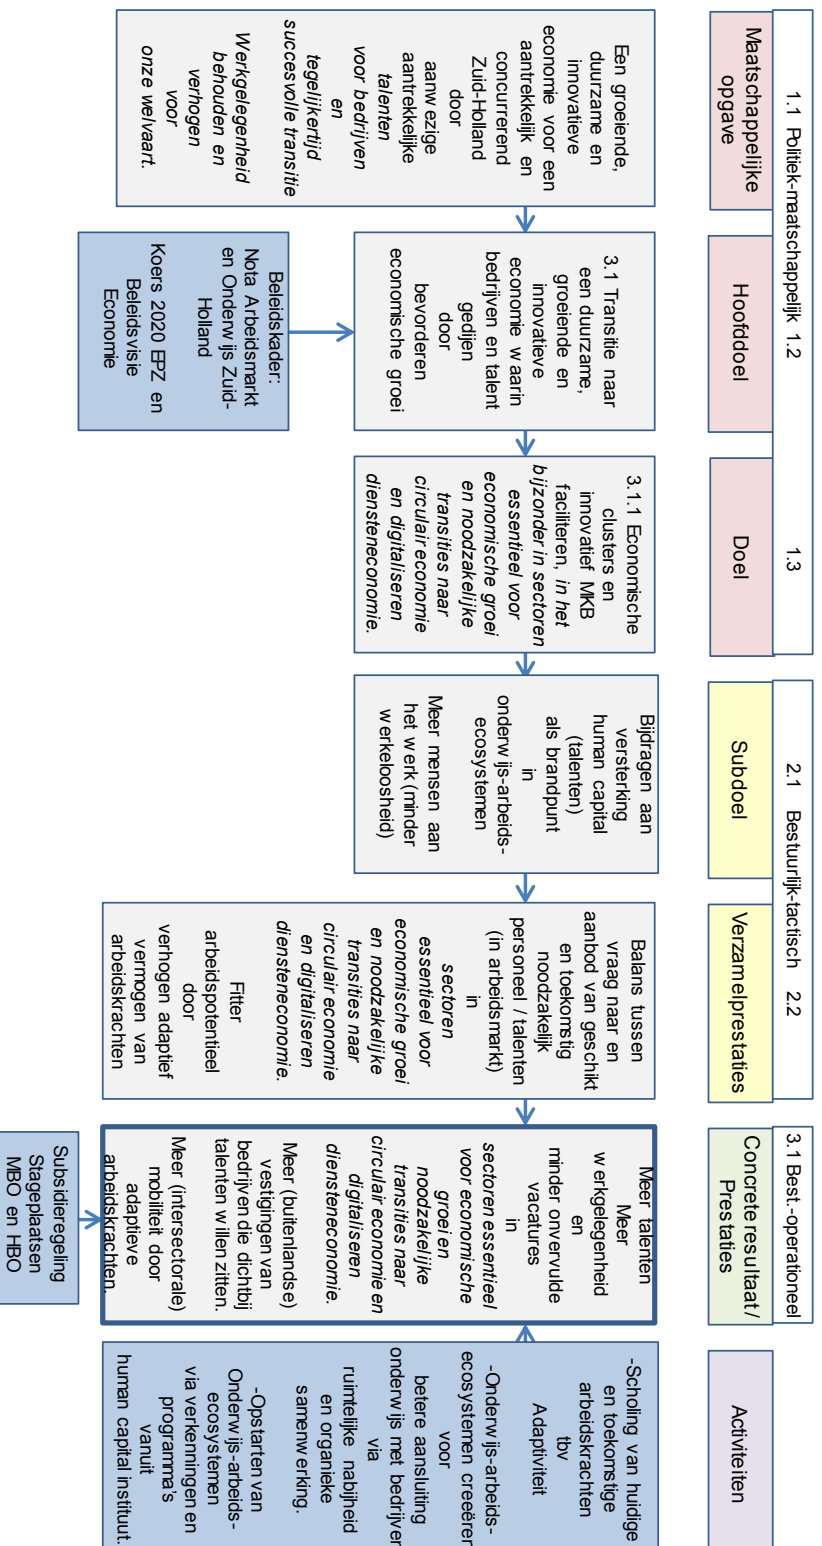 1.1 Politiek-maatschappelijk 1.2 1.3
2.1 Bestuurlijk-tactisch 2.2
3.1 Best.-operationeel
Maatschappelijke
opgave
Hoofddoel
Doel
Subdoel
Verzamelprestaties
Concrete resultaat /
Prestaties
Activiteiten
Een groeiende,
duurzame en
innovatieve
economie voor een
aantrekkelijk en
concurrerend
Zuid-Holland
door
aanwezige
aantrekkelijke
talenten
voor bedrijven
en
tegelijkertijd
succesvolle transitie
Werkgelegenheid
behouden en
verhogen
voor
onze welvaart.
3.1 Transitie naar
een duurzame,
groeiende en
innovatieve
economie waarin
bedrijven en talent
gedijen
door
bevorderen
economische groei
Beleidskader:
Nota Arbeidsmarkt
en Onderwijs Zuid-
Holland
Koers 2020 EPZ en
Beleidsvisie
Economie
3.1.1 Economische
clusters en
innovatief MKB
faciliteren, in het
bijzonder in sectoren
essentieel voor
economische groei
en noodzakelijke
transities naar
circulair economie
en digitaliseren
diensteneconomie.
Bijdragen aan
versterking
human capital
(talenten)
als brandpunt
in
onderwijs-arbeids-
ecosystemen
Meer mensen aan
het werk (minder
werkeloosheid)
Balans tussen
vraag naar en
aanbod van geschikt
en toekomstig
noodzakelijk
personeel / talenten
(in arbeidsmarkt)
in
sectoren
essentieel voor
economische groei
en noodzakelijke
transities naar
circulair economie
en digitaliseren
diensteneconomie.
Fitter
arbeidspotentieel
door
verhogen adaptief
vermogen van
arbeidskrachten
Meer talenten
Meer
werkgelegenheid
en
minder onvervulde
vacatures
in
sectoren essentieel
voor economische
groei en
noodzakelijke
transities naar
circulair economie en
digitaliseren
diensteneconomie.
Meer (buitenlandse)
vestigingen van
bedrijven die dichtbij
talenten willen zitten.
Meer (intersectorale)
mobiliteit door
adaptieve
arbeidskrachten.
Subsidieregeling
Stageplaatsen
MBO en HBO
-Scholing van huidige
en toekomstige
arbeidskrachten
tbv
Adaptiviteit
-Onderwijs-arbeids-
ecosystemen creeëren
voor
betere aansluiting
onderwijs met bedrijven
via
ruimtelijke nabijheid
en organieke
samenwerking.
-Opstarten van
Onderwijs-arbeids-
ecosystemen
via verkenningen en
programma's
vanuit
human capital instituut.